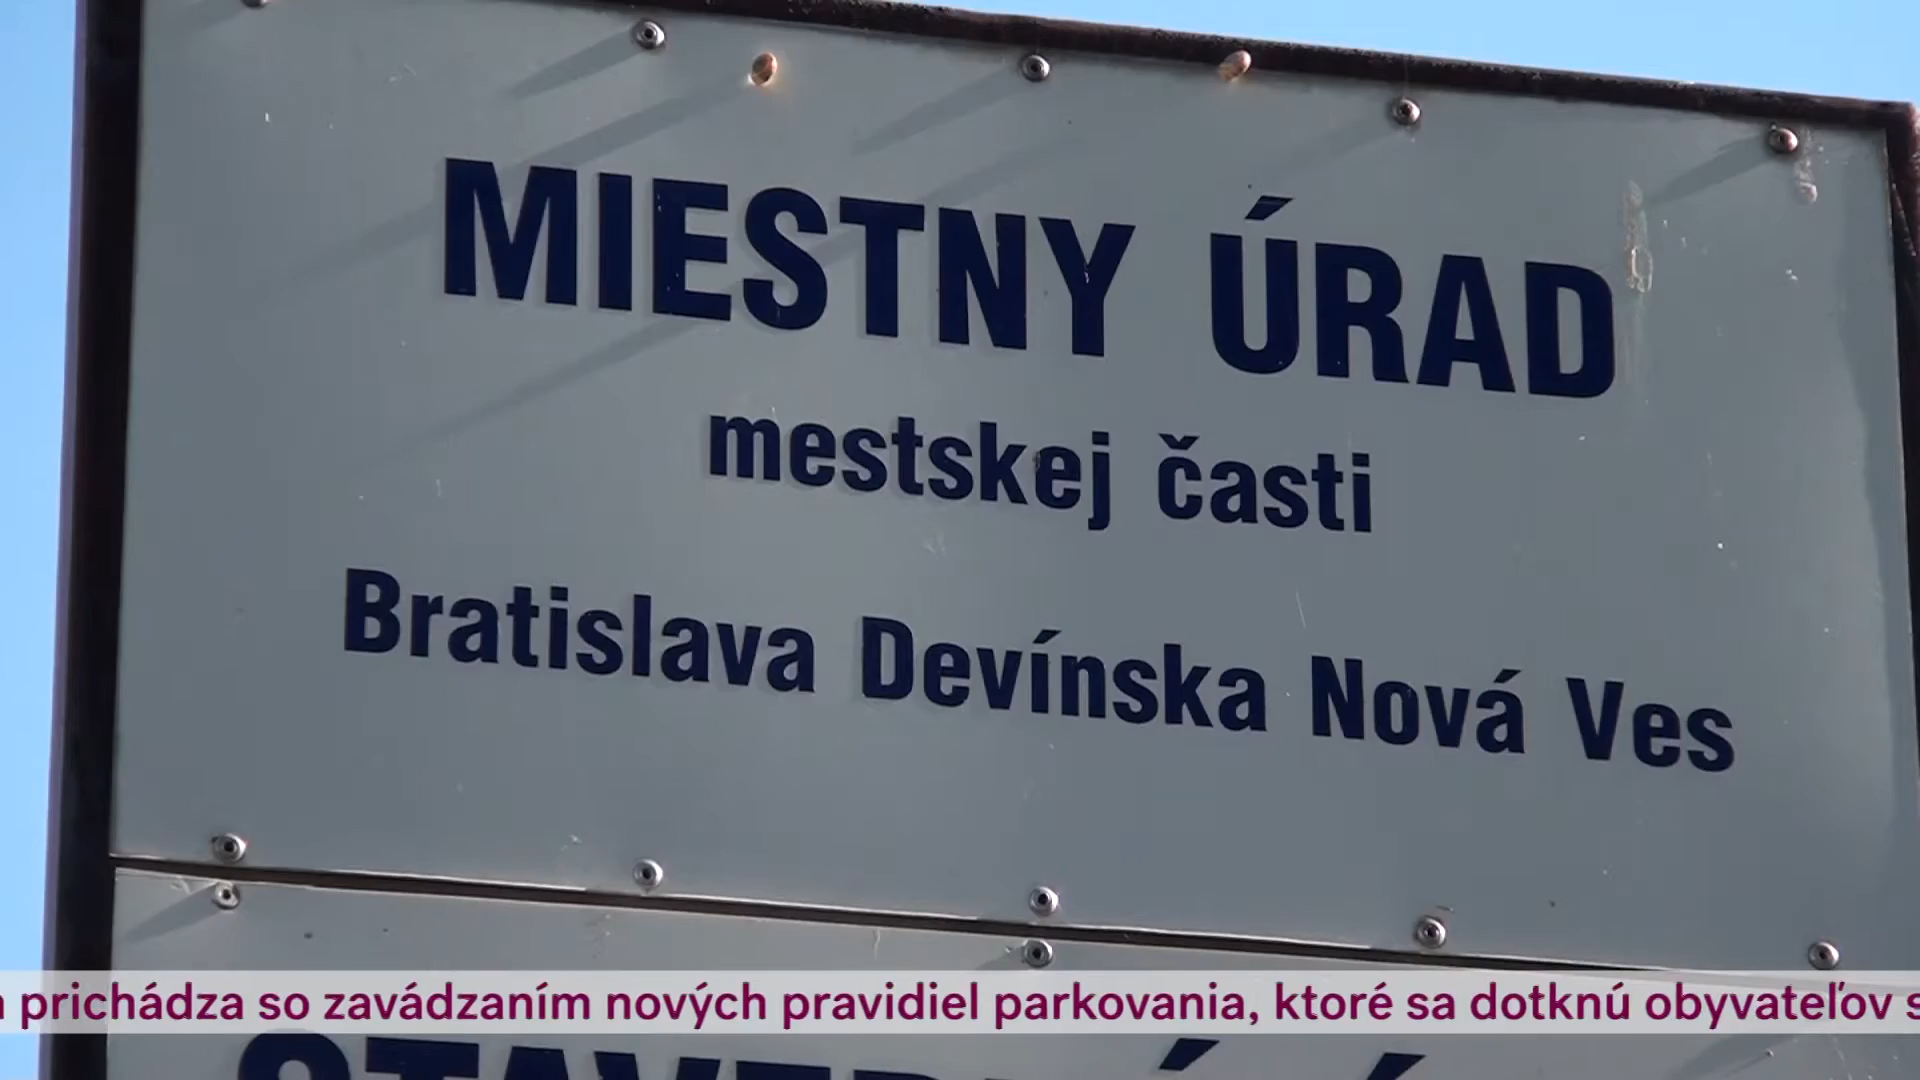 MIESTNY ÚRAD
mestskej časti
Bratislava Devínska Nová Ves
prichádza so zavádzaním nových pravidiel parkovania, ktoré sa dotknú obyvateľov